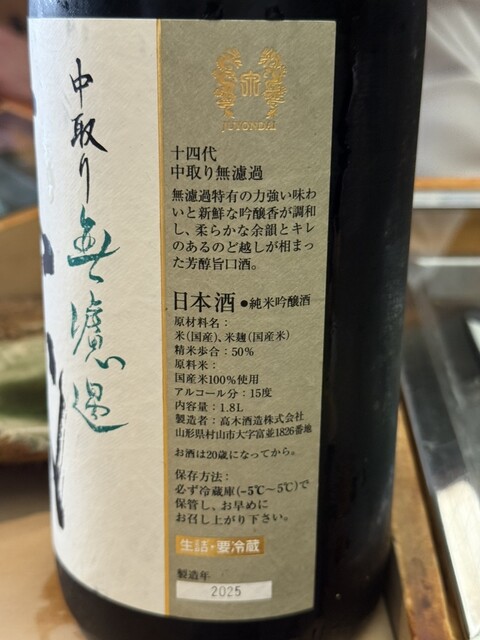 中取り
無濾過
JUYONDAI
十四代
中取り無濾過
無濾過特有の力強い味わ
いと新鮮な吟醸香が調和
し、柔らかな余韻とキレ
のあるのど越しが相まっ
た芳醇旨口酒。
日本酒●純米吟醸酒
原材料名：
米(国産)、米麹(国産米)
精米歩合：50%
原料米：
国産米100%使用
アルコール分：15度
内容量：1.8L
製造者：高木酒造株式会社
山形県村山市大字富並1826番地
お酒は20歳になってから。
保存方法：
必ず冷蔵庫(−5℃〜5℃)で
保管し、お早めに
お召し上がり下さい。
生詰・要冷蔵
製造年
2025